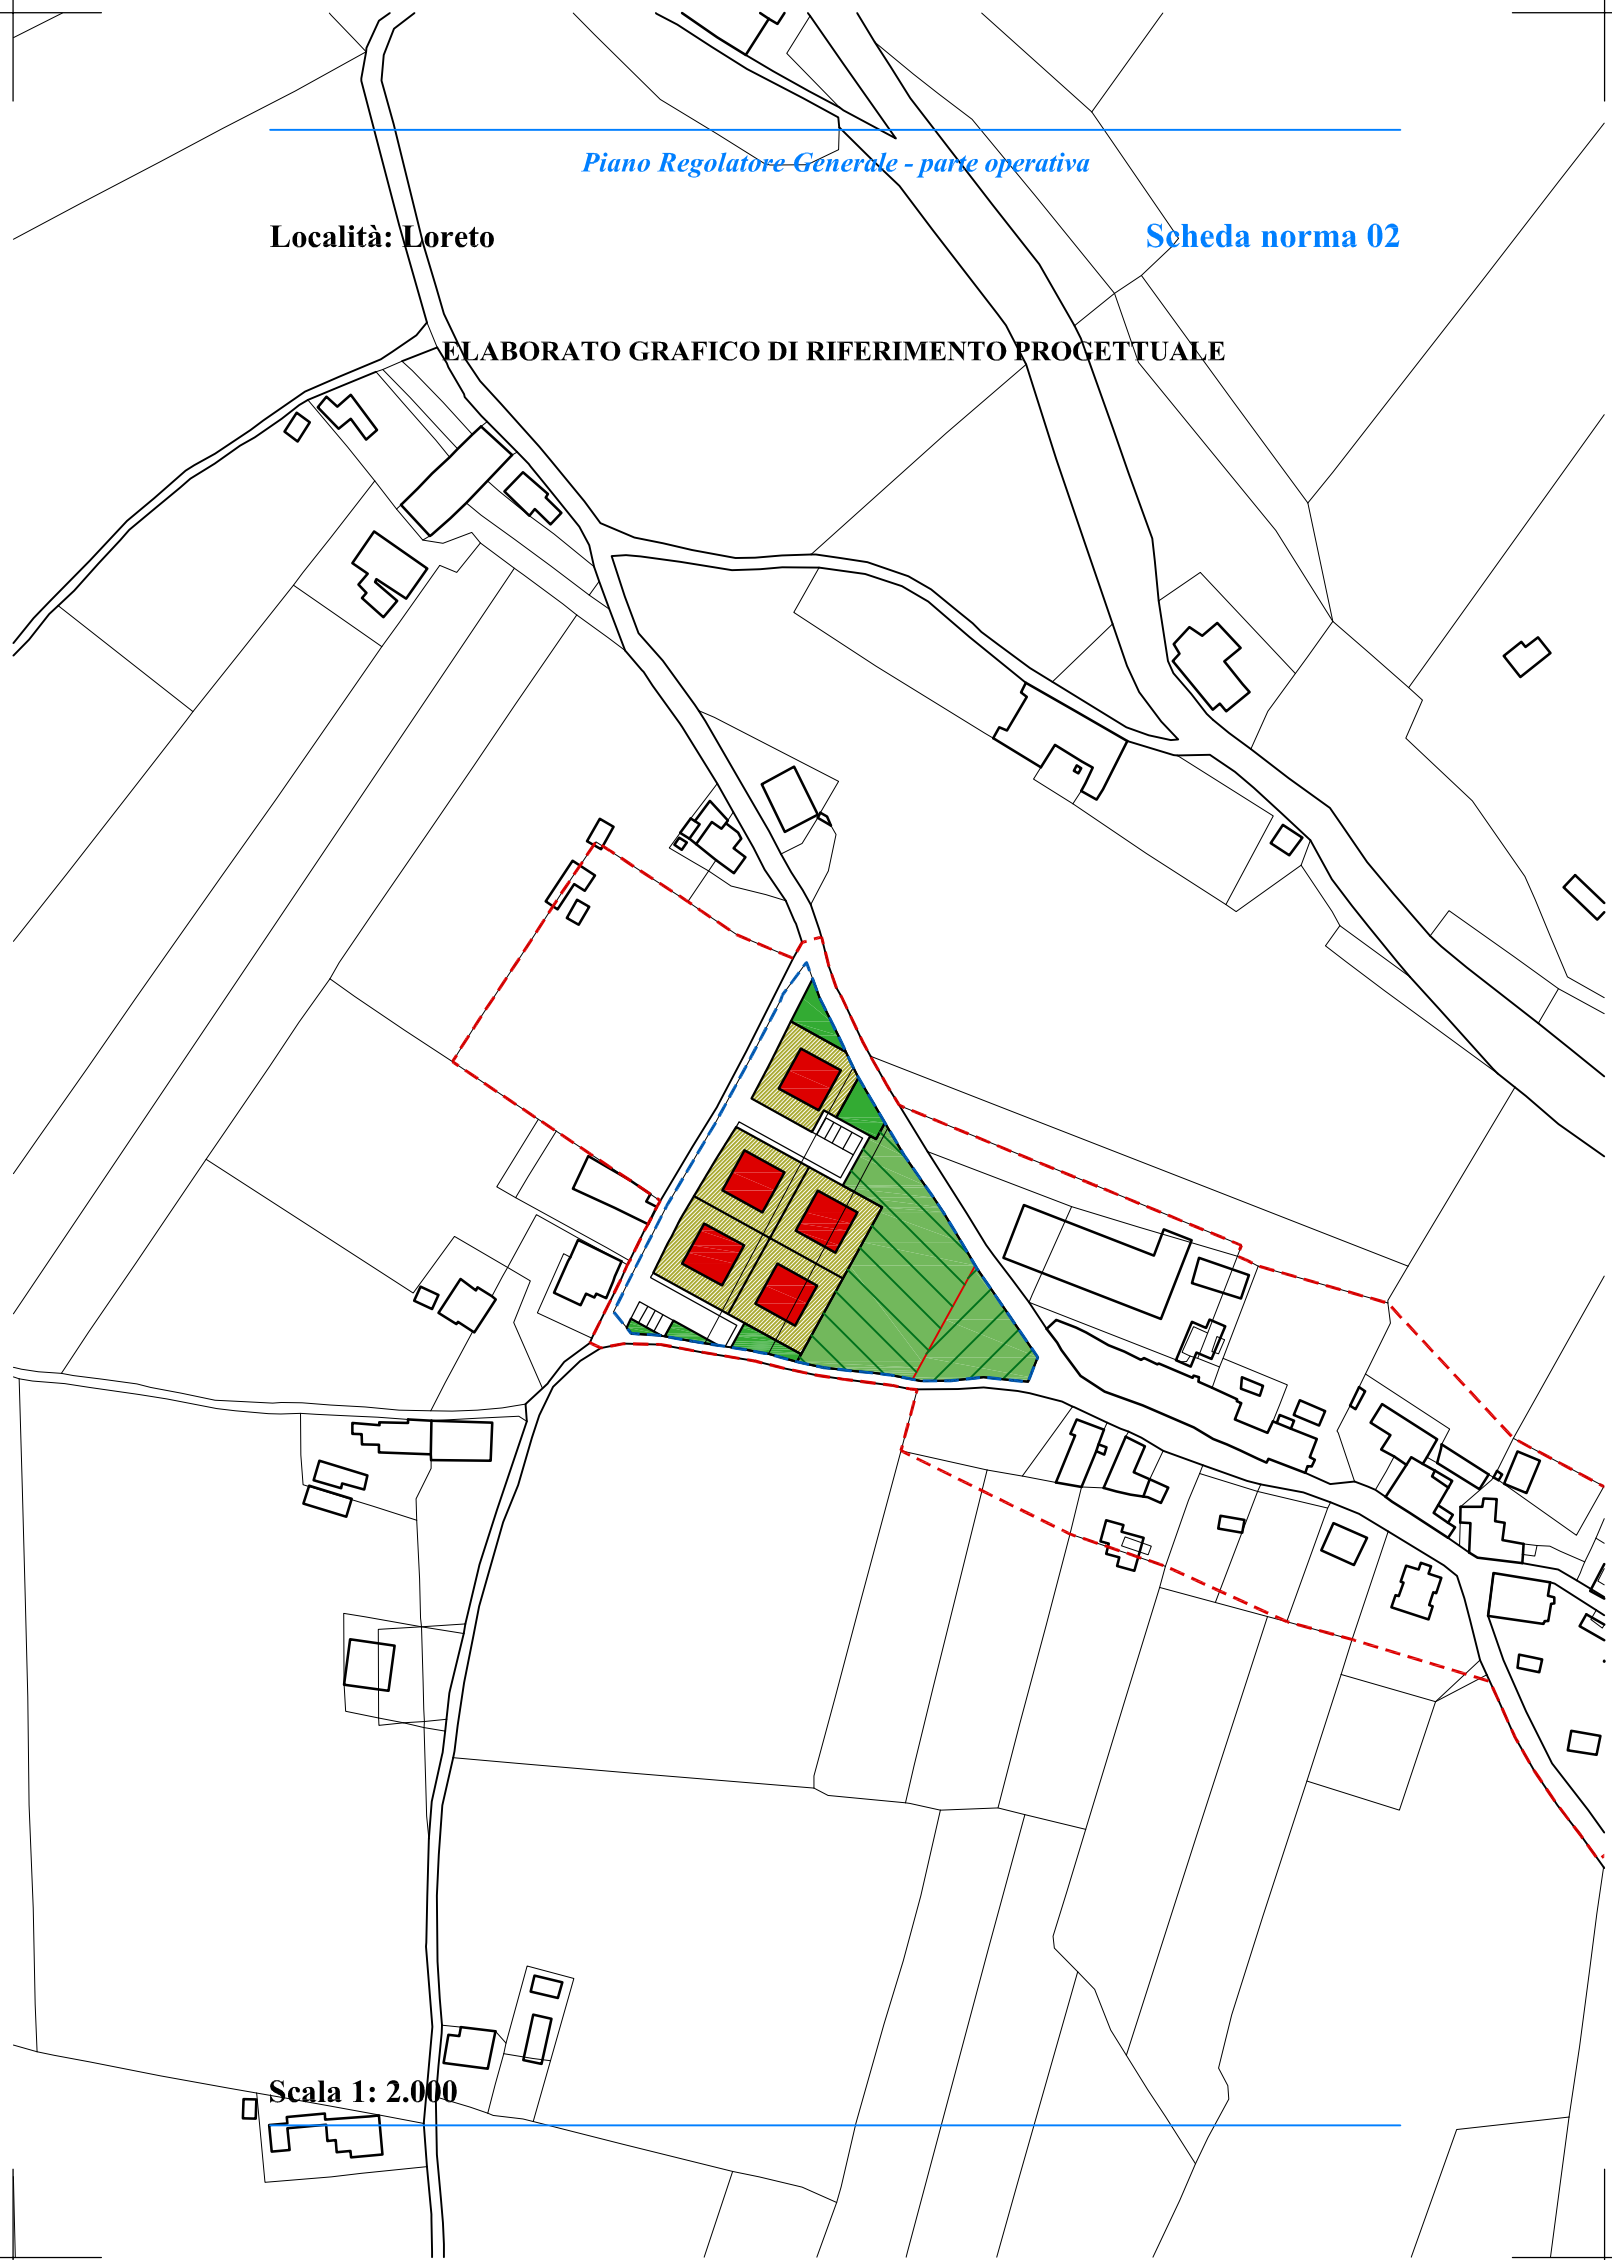 Piano Regolatore Generale - parte operativa
Località: Loreto
Scheda norma 02
ELABORATO GRAFICO DI RIFERIMENTO PROGETTUALE
Scala 1: 2.000